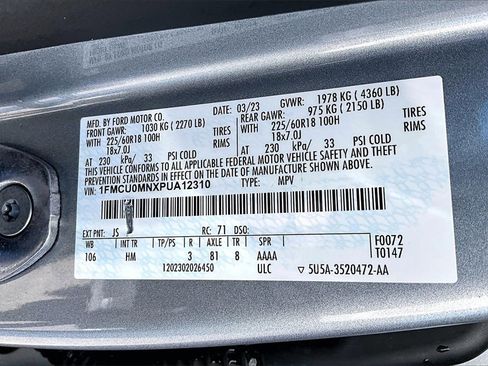 MFD. BY FORD MOTOR CO. 03/23 GVWR: 1978 KG ( 4360 LB)
FRONT GAWR: 1030 KG ( 2270 LB) REAR GAWR: 975 KG ( 2150 LB)
WITH 225/60R18 100H TIRES WITH 225/60R18 100H TIRES
18x7.0J RIMS 18x7.0J RIMS
AT 230 kPa/ 33 PSI COLD AT 230 kPa/ 33 PSI COLD
THIS VEHICLE CONFORMS TO ALL APPLICABLE FEDERAL MOTOR VEHICLE SAFETY AND THEFT
PREVENTION STANDARDS IN EFFECT ON THE DATE OF MANUFACTURE SHOWN ABOVE.
VIN: 1FMCU0MNXPUA12310 TYPE: MPV
EXT PNT: JS RC: 71 DSO:
WB INT TR TP/PS R AXLE TR SPR F0072
106 HM 3 81 8 AAAA T0147
1202302026450 ULC ▽ 5U5A-3520472-AA